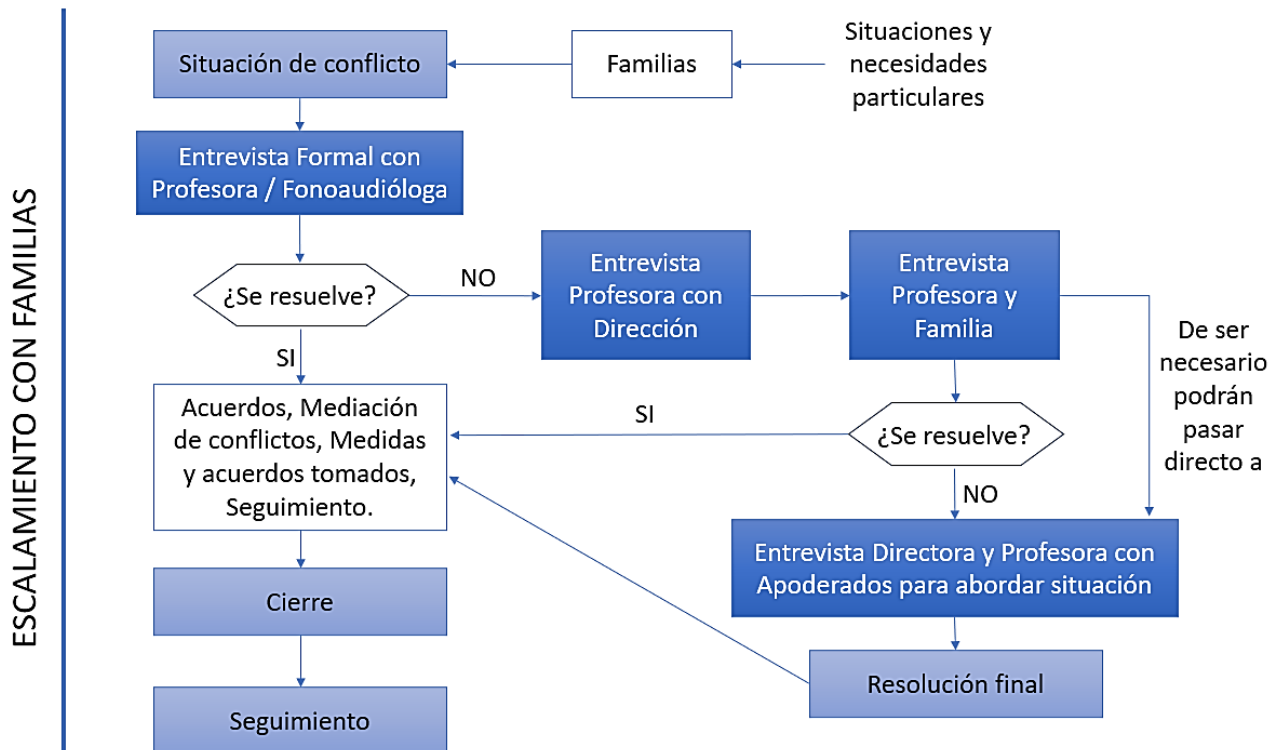 ESCALAMIENTO CON FAMILIAS
Situación de conflicto
Familias
Situaciones y
necesidades
particulares
Entrevista Formal con
Profesora / Fonoaudióloga
¿Se resuelve?
NO
Entrevista
Profesora con
Dirección
Entrevista
Profesora y
Familia
De ser
necesario
podrán
pasar
directo a
SI
Acuerdos, Mediación
de conflictos, Medidas
y acuerdos tomados,
Seguimiento.
SI
¿Se resuelve?
NO
Entrevista Directora y Profesora con
Apoderados para abordar situación
Cierre
Resolución final
Seguimiento